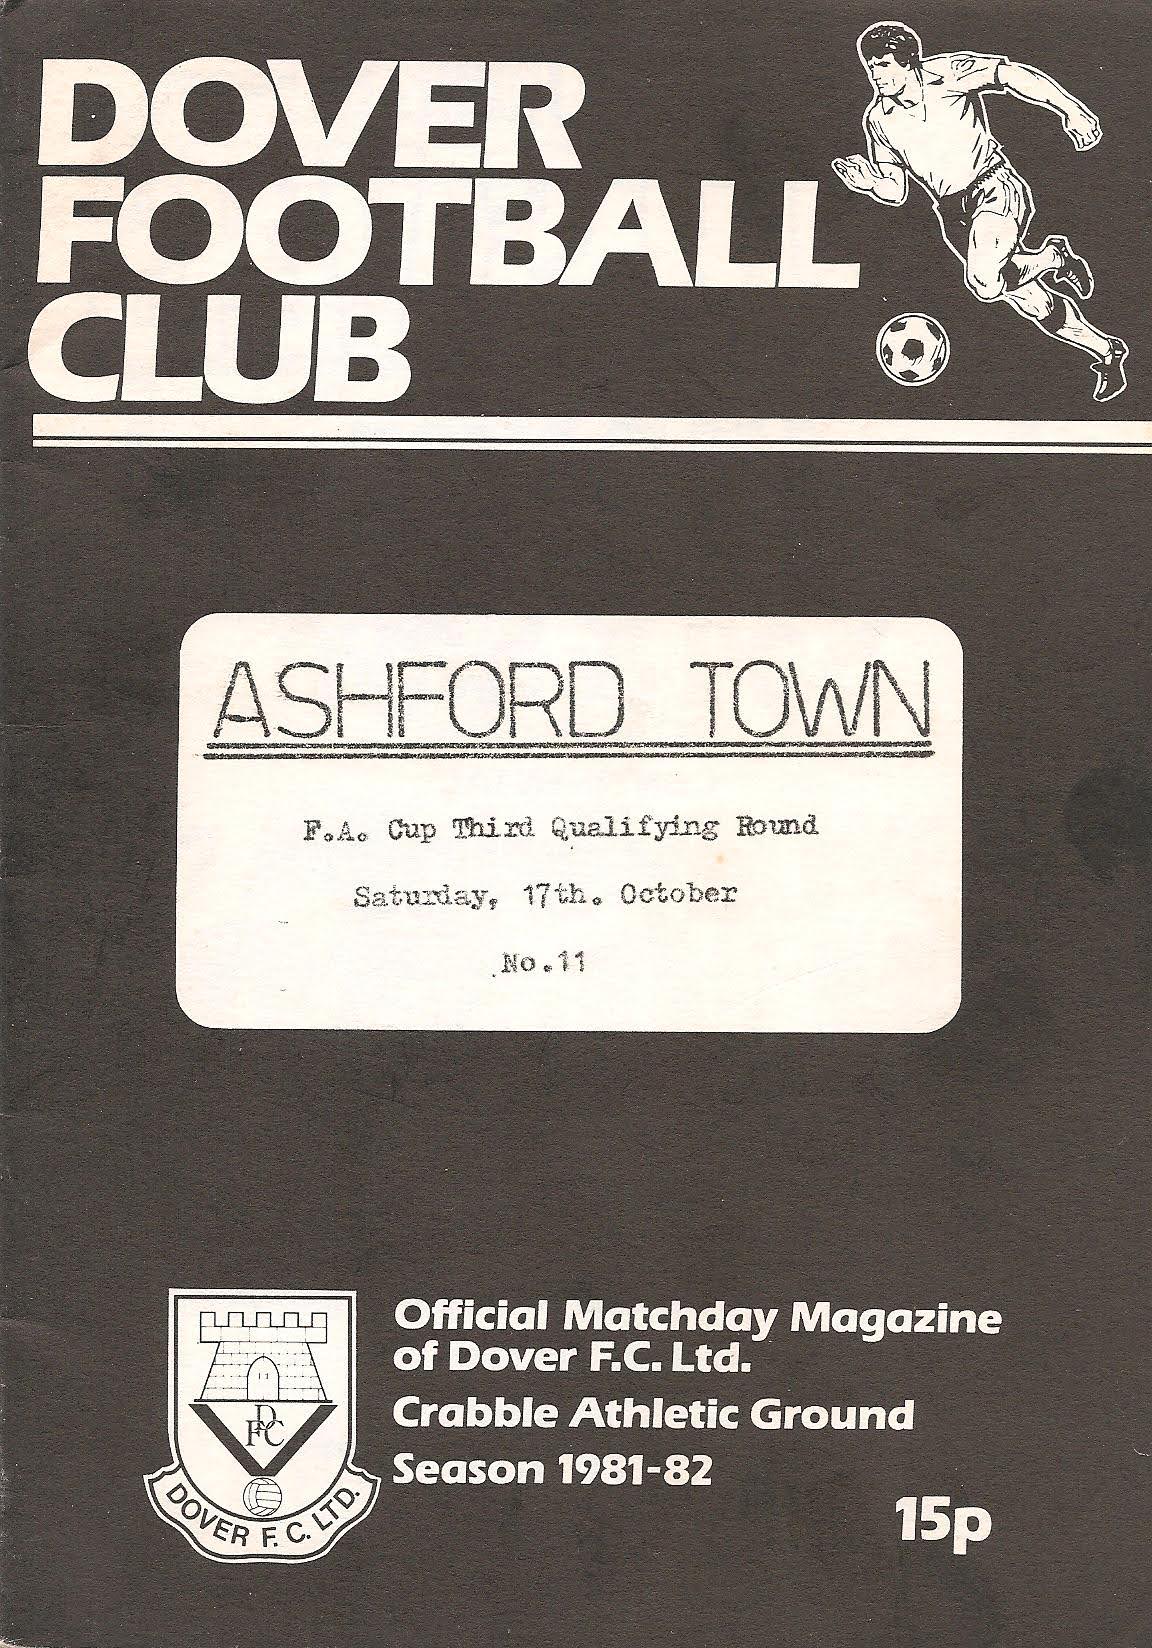 DOVER
FOOTBALL
CLUB
ASHFORD TOWN
F.A. Cup Third Qualifying Round
Saturday, 17th. October
No.11
Official Matchday Magazine
of Dover F.C. Ltd.
Crabble Athletic Ground
Season 1981-82
15p
DFC
DOVER F.C. LTD.